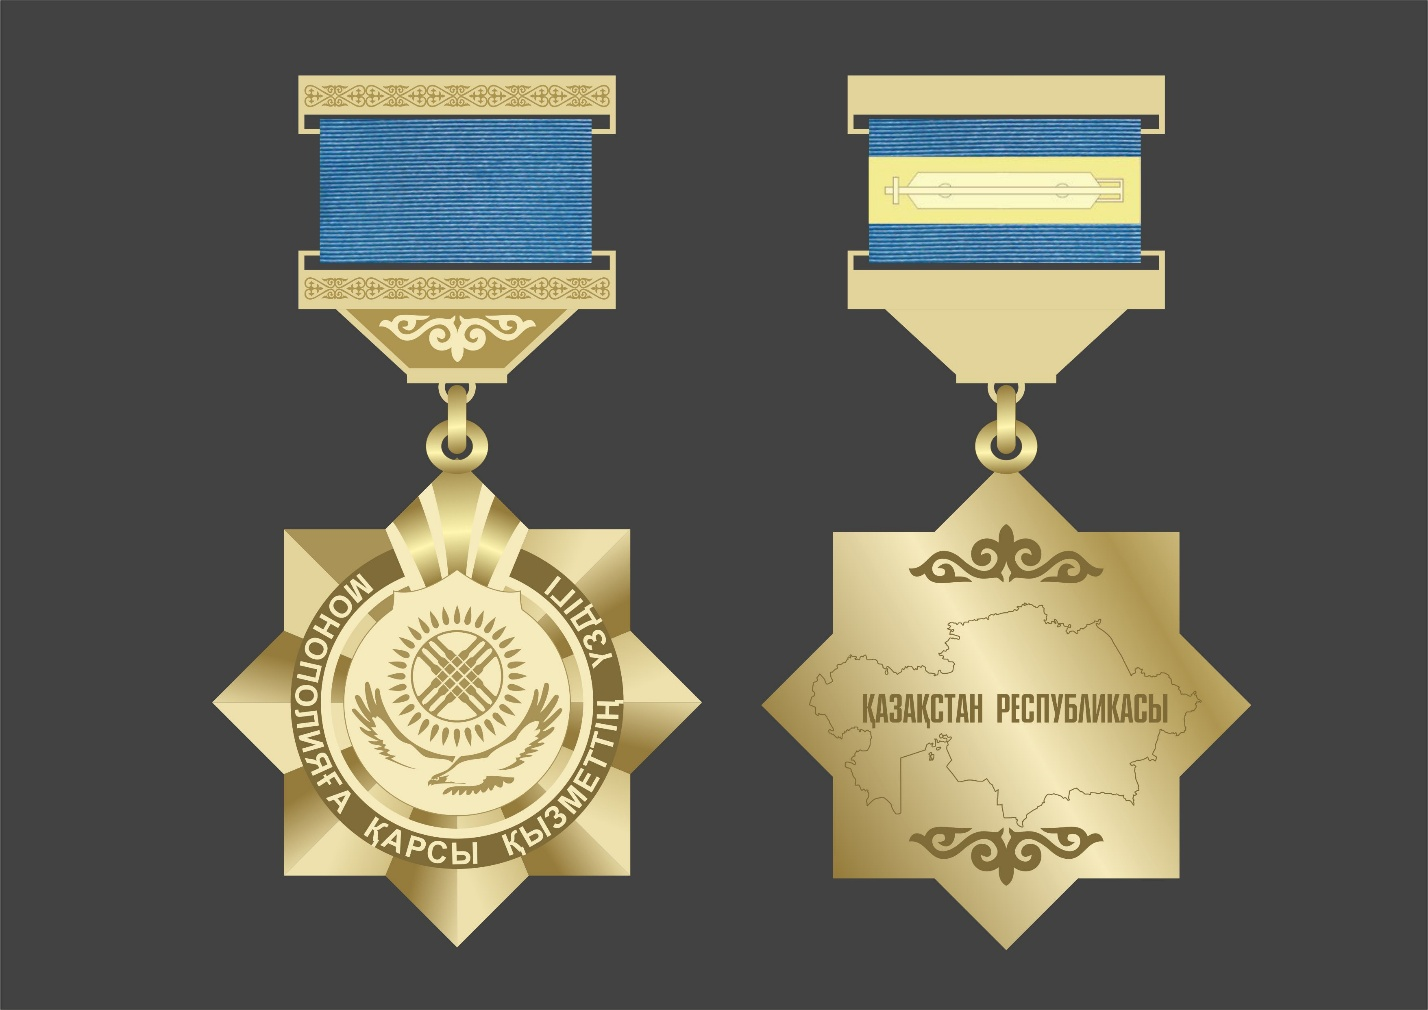 МОНОПОЛИЯҒА ҚАРСЫ ҚЫЗМЕТТІҢ ҮЗДІГІ
ҚАЗАҚСТАН РЕСПУБЛИКАСЫ